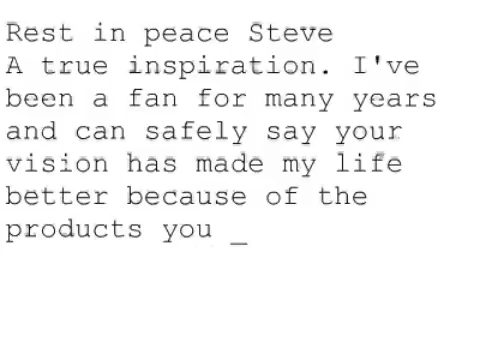 Rest in peace Steve
A true inspiration. I've
been a fan for many years
and can safely say your
vision has made my life
better because of the
products you _